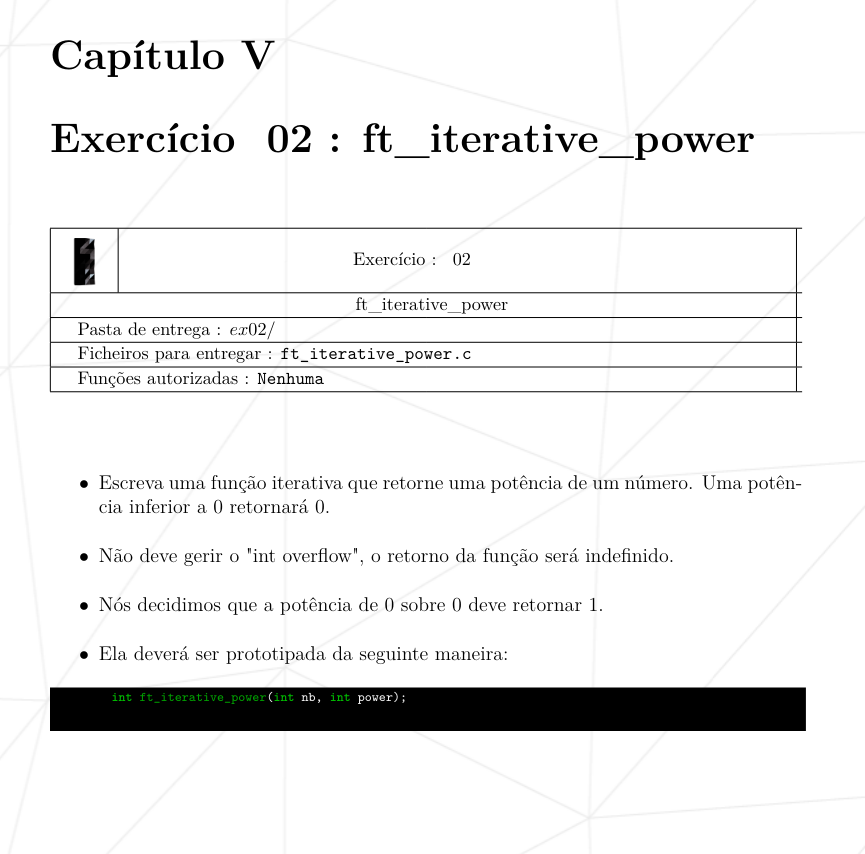 Capítulo V
Exercício 02 : ft_iterative_power
Exercício : 02
ft_iterative_power
Pasta de entrega : ex02/
Ficheiros para entregar : ft_iterative_power.c
Funções autorizadas : Nenhuma
• Escreva uma função iterativa que retorne uma potência de um número. Uma potên-
cia inferior a 0 retornará 0.
• Não deve gerir o "int overflow", o retorno da função será indefinido.
• Nós decidimos que a potência de 0 sobre 0 deve retornar 1.
• Ela deverá ser prototipada da seguinte maneira:
int ft_iterative_power(int nb, int power);